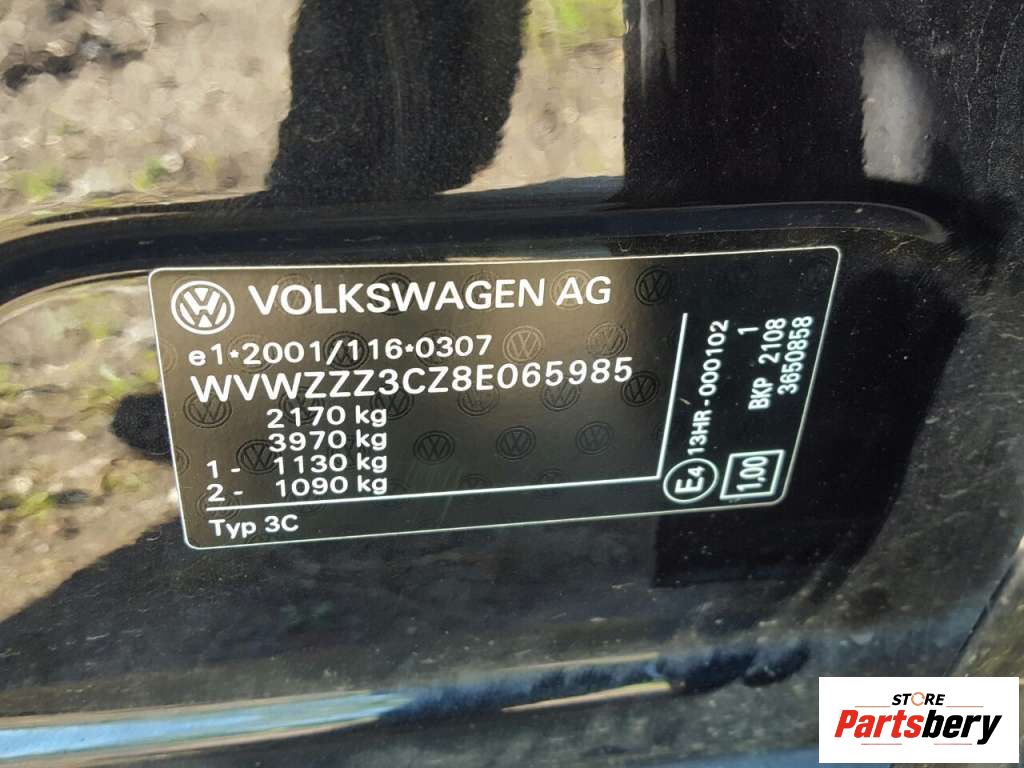 VOLKSWAGEN AG
e1*2001/116*0307
WVWZZZ3CZ8E065985
2170 kg
3970 kg
1 - 1130 kg
2 - 1090 kg
Typ 3C
E4 13HR-000102
1,00
1
BKP 2108
3650858
STORE
Partsbery